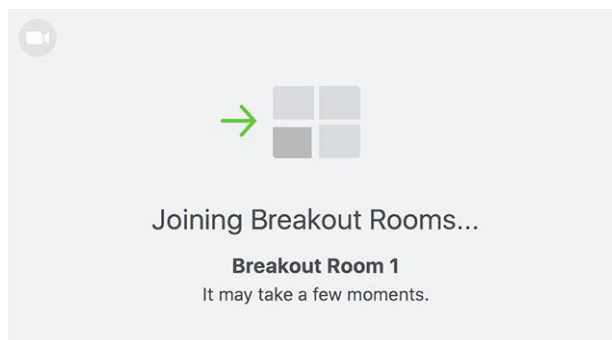 Joining Breakout Rooms...
Breakout Room 1
It may take a few moments.